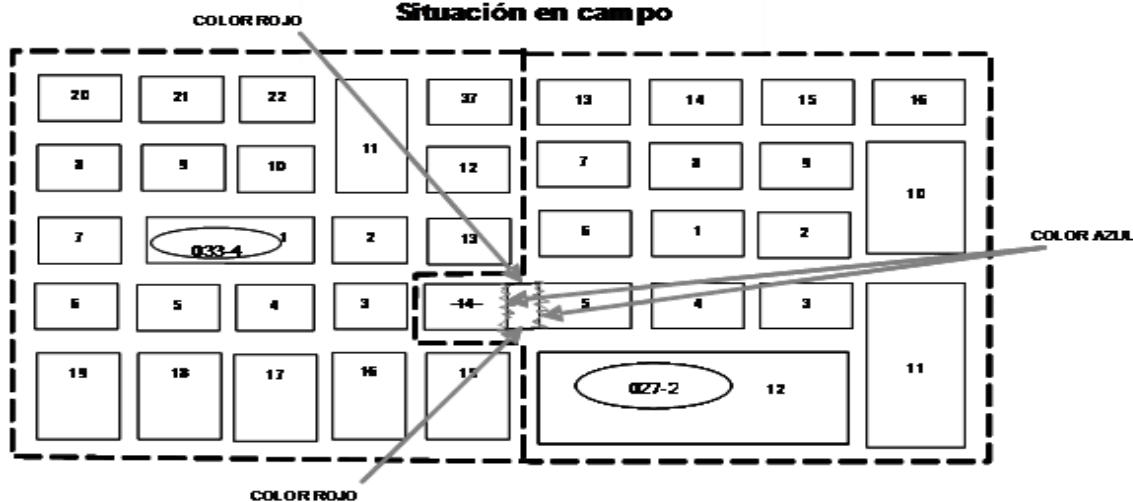 Situación en campo
COLOR ROJO
20 21 22 37 13 14 15 16
11
8 9 10 12 7 8 9
10
7 033-4 1 2 13 6 1 2
COLOR AZUL
6 5 4 3 14 5 4 3
19 18 17 16 15 11
027-2 12
COLOR ROJO